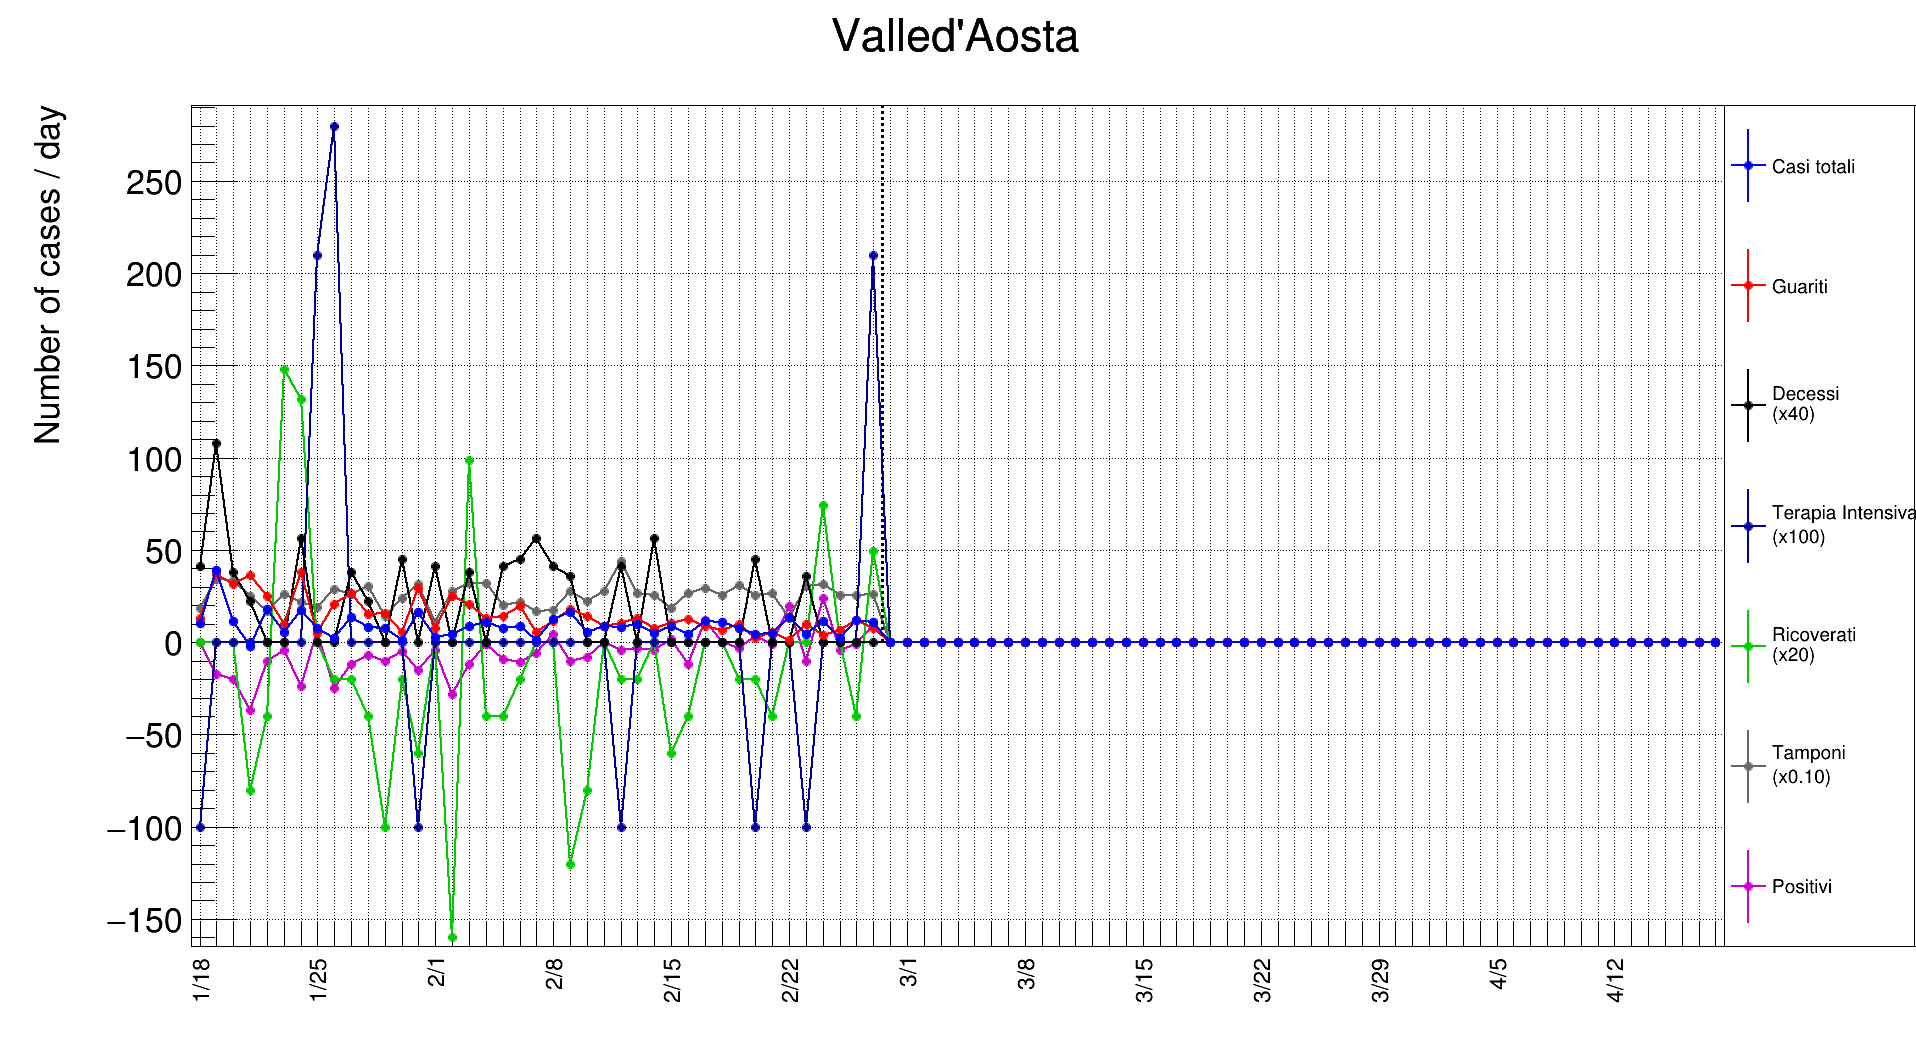 Valled'Aosta
Number of cases / day
250
200
150
100
50
0
−50
−100
−150
1/18
1/25
2/1
2/8
2/15
2/22
3/1
3/8
3/15
3/22
3/29
4/5
4/12
Casi totali
Guariti
Decessi
(x40)
Terapia Intensiva
(x100)
Ricoverati
(x20)
Tamponi
(x0.10)
Positivi